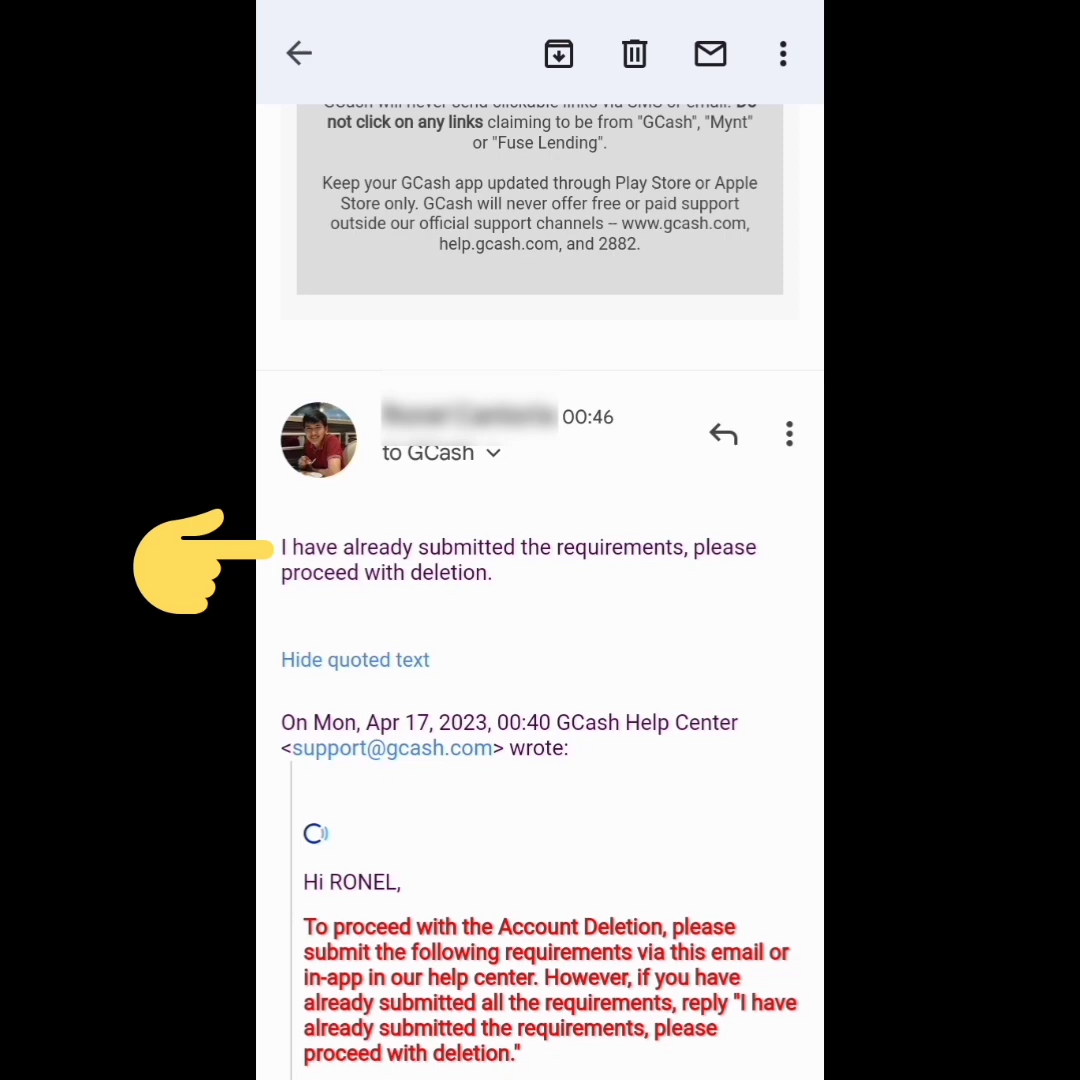 not click on any links claiming to be from "GCash", "Mynt"
or "Fuse Lending".
Keep your GCash app updated through Play Store or Apple
Store only. GCash will never offer free or paid support
outside our official support channels – www.gcash.com,
help.gcash.com, and 2882.
00:46
to GCash
I have already submitted the requirements, please
proceed with deletion.
Hide quoted text
On Mon, Apr 17, 2023, 00:40 GCash Help Center
<support@gcash.com> wrote:
Hi RONEL,
To proceed with the Account Deletion, please
submit the following requirements via this email or
in-app in our help center. However, if you have
already submitted all the requirements, reply "I have
already submitted the requirements, please
proceed with deletion."